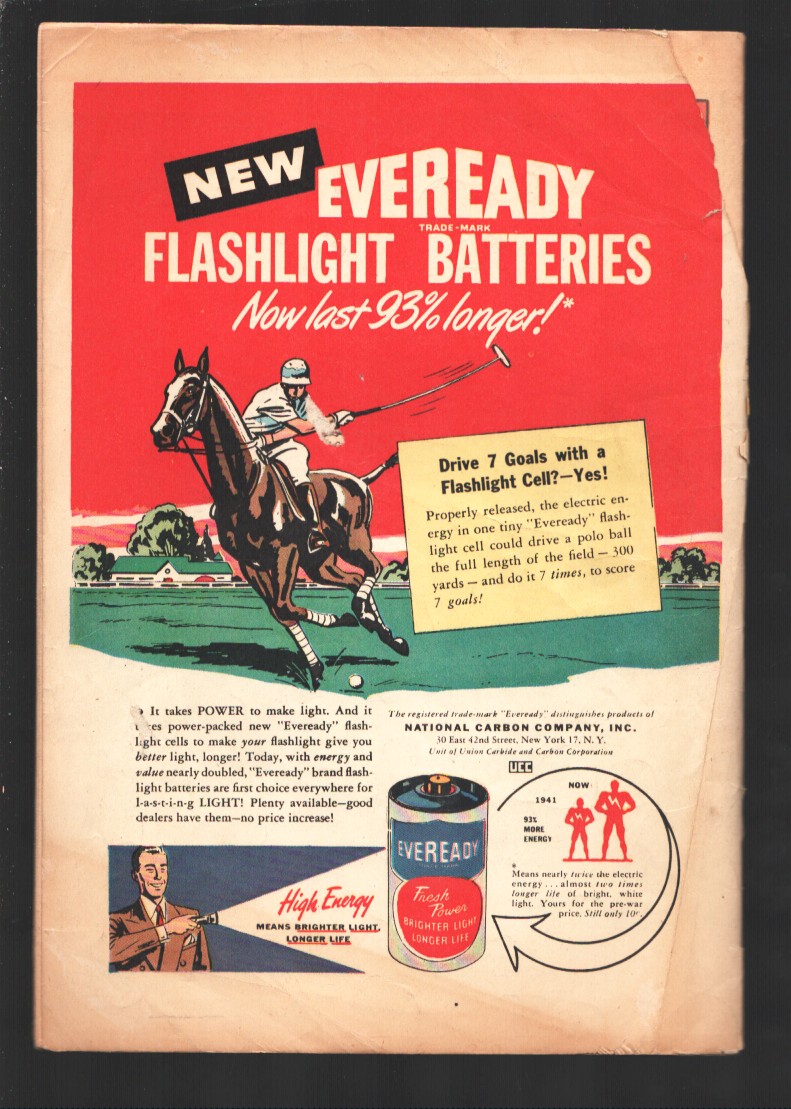 NEW EVEREADY
TRADE-MARK
FLASHLIGHT BATTERIES
Now last 93% longer!*
Drive 7 Goals with a
Flashlight Cell?—Yes!
Properly released, the electric en-
ergy in one tiny "Eveready" flash-
light cell could drive a polo ball
the full length of the field — 300
yards — and do it 7 times, to score
7 goals!
It takes POWER to make light. And it
power-packed new "Eveready" flash-
light cells to make your flashlight give you
better light, longer! Today, with energy and
value nearly doubled, "Eveready" brand flash-
light batteries are first choice everywhere for
l-a-s-t-i-n-g LIGHT! Plenty available—good
dealers have them—no price increase!
The registered trade-mark "Eveready" distinguishes products of
NATIONAL CARBON COMPANY, INC.
30 East 42nd Street, New York 17, N. Y.
Unit of Union Carbide and Carbon Corporation
UCC
High Energy
MEANS BRIGHTER LIGHT,
LONGER LIFE
EVEREADY
Fresh
Power
BRIGHTER LIGHT
LONGER LIFE
NOW
1941
93%
MORE
ENERGY
*
Means nearly twice the electric
energy ... almost two times
longer life of bright, white
light. Yours for the pre-war
price. Still only 10¢.